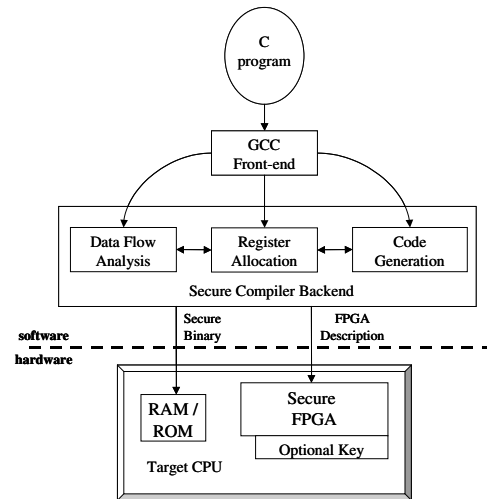 C
program
GCC
Front-end
Data Flow
Analysis
Register
Allocation
Code
Generation
Secure Compiler Backend
Secure
Binary
FPGA
Description
software
hardware
RAM /
ROM
Secure
FPGA
Optional Key
Target CPU